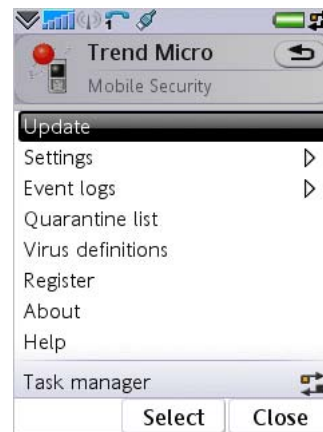 Trend Micro
Mobile Security
Update
Settings
Event logs
Quarantine list
Virus definitions
Register
About
Help
Task manager
Select Close